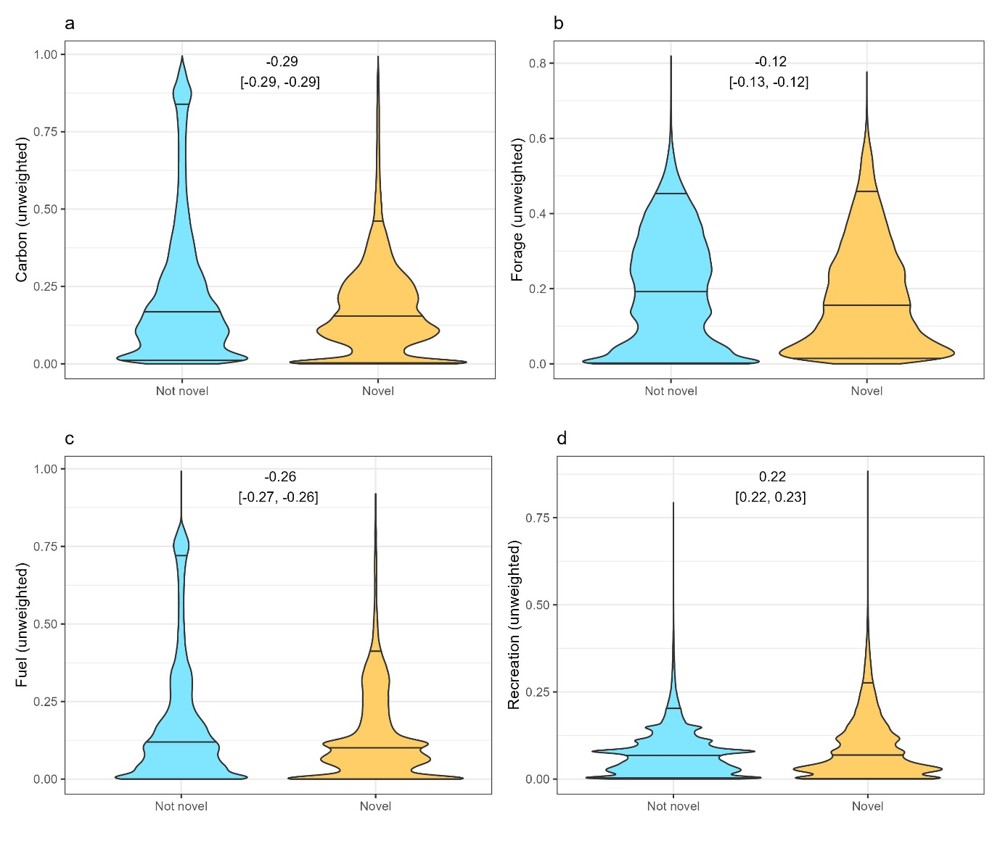 a
-0.29
[-0.29, -0.29]
Carbon (unweighted)
1.00
0.75
0.50
0.25
0.00
Not novel
Novel
b
-0.12
[-0.13, -0.12]
Forage (unweighted)
0.8
0.6
0.4
0.2
0.0
Not novel
Novel
c
-0.26
[-0.27, -0.26]
Fuel (unweighted)
1.00
0.75
0.50
0.25
0.00
Not novel
Novel
d
0.22
[0.22, 0.23]
Recreation (unweighted)
0.75
0.50
0.25
0.00
Not novel
Novel